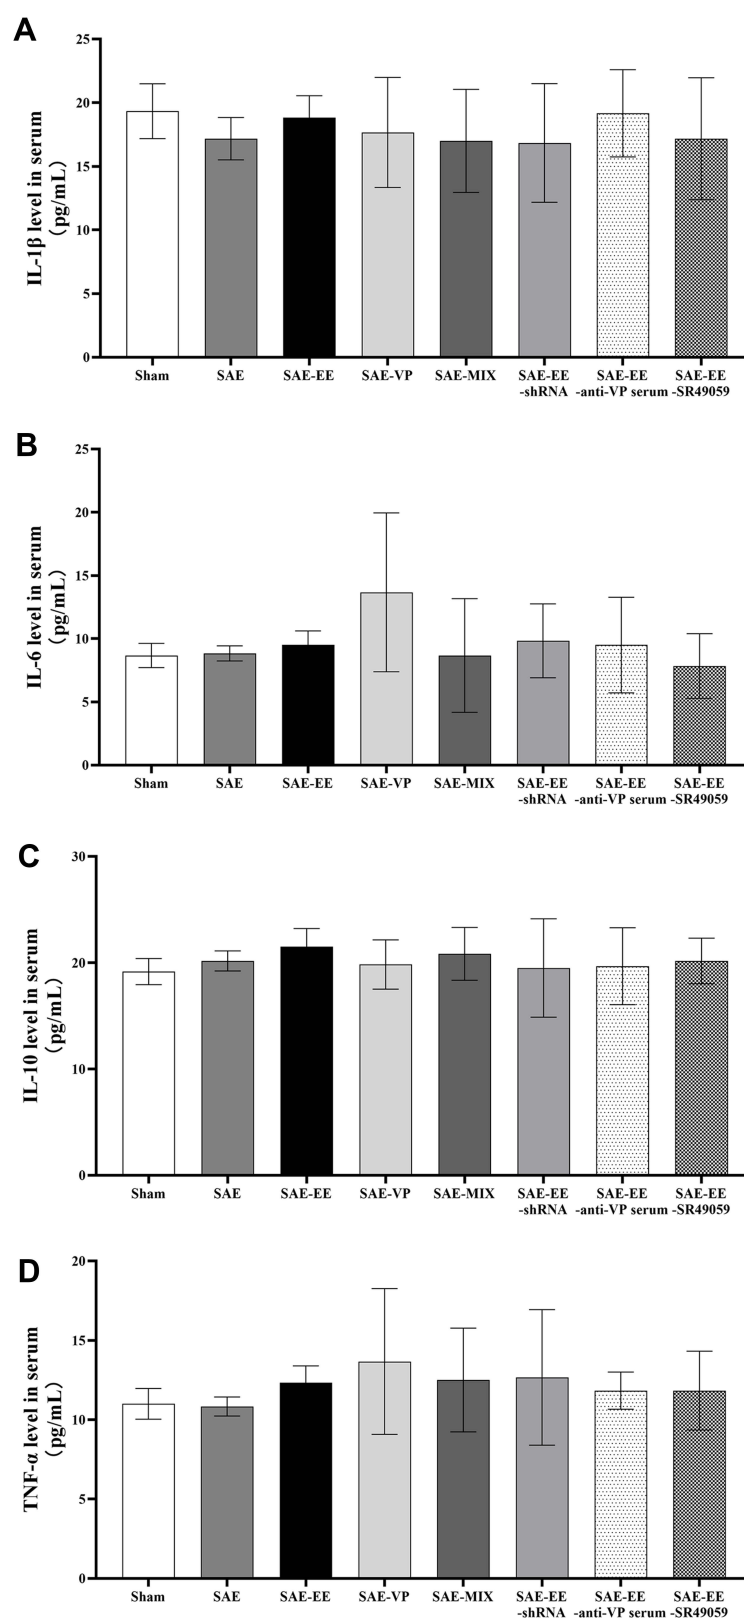 A
IL-1β level in serum
(pg/mL)
25
20
15
10
5
0
Sham SAE SAE-EE SAE-VP SAE-MIX SAE-EE SAE-EE SAE-EE
-shRNA -anti-VP serum -SR49059
B
IL-6 level in serum
(pg/mL)
25
20
15
10
5
0
Sham SAE SAE-EE SAE-VP SAE-MIX SAE-EE SAE-EE SAE-EE
-shRNA -anti-VP serum -SR49059
C
IL-10 level in serum
(pg/mL)
30
20
10
0
Sham SAE SAE-EE SAE-VP SAE-MIX SAE-EE SAE-EE SAE-EE
-shRNA -anti-VP serum -SR49059
D
TNF-α level in serum
(pg/mL)
20
15
10
5
0
Sham SAE SAE-EE SAE-VP SAE-MIX SAE-EE SAE-EE SAE-EE
-shRNA -anti-VP serum -SR49059